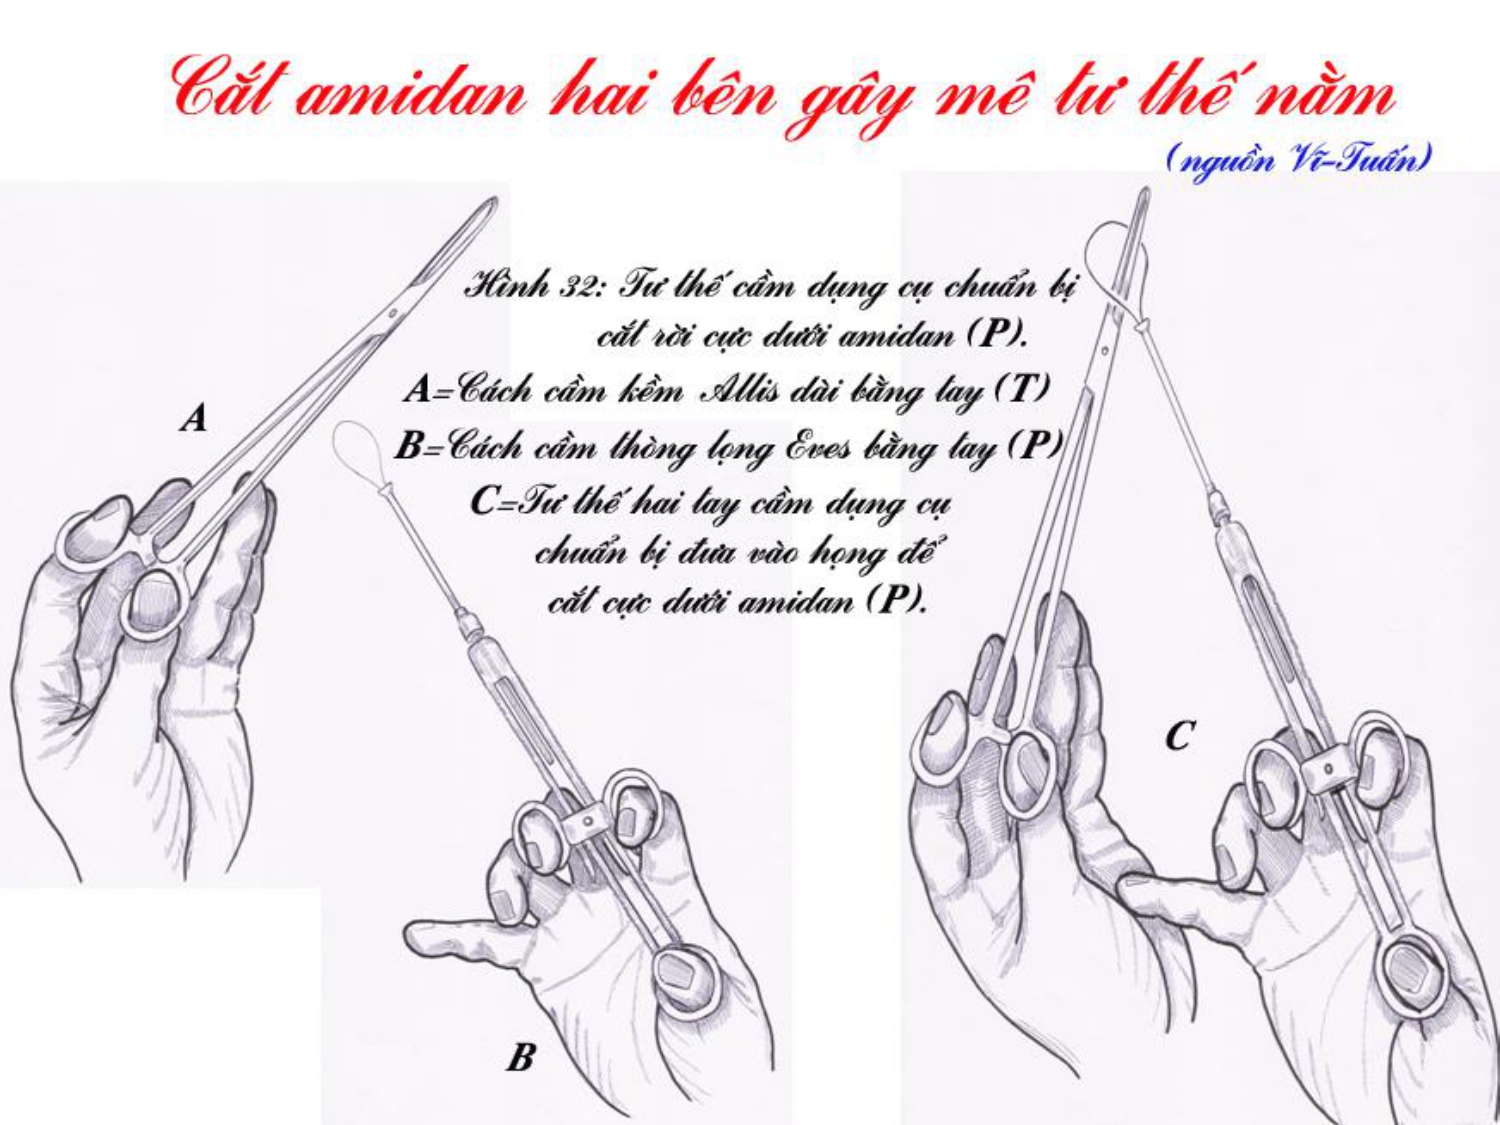 Cắt amidan hai bên gây mê tư thế nằm
(nguồn Vĩ-Tuấn)
Hình 32: Tư thế cầm dụng cụ chuẩn bị
cắt rời cực dưới amidan (P).
A=Cách cầm kềm Allis dài bằng tay (T)
B=Cách cầm thòng lọng Eves bằng tay (P)
C=Tư thế hai tay cầm dụng cụ
chuẩn bị đưa vào họng để
cắt cực dưới amidan (P).
A
B
C